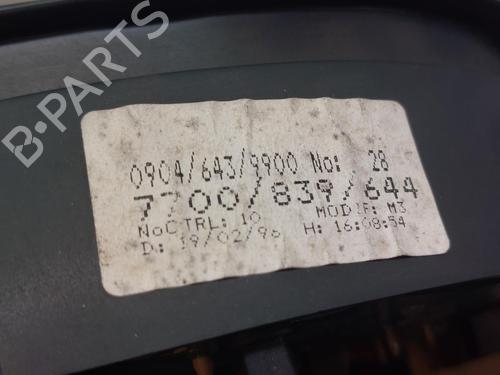 B-PARTS
0904/643/9900 No: 28
7700/839/644
NoCTRL: 10 MODIF: M3
D: 19/02/96 H: 16:08:54